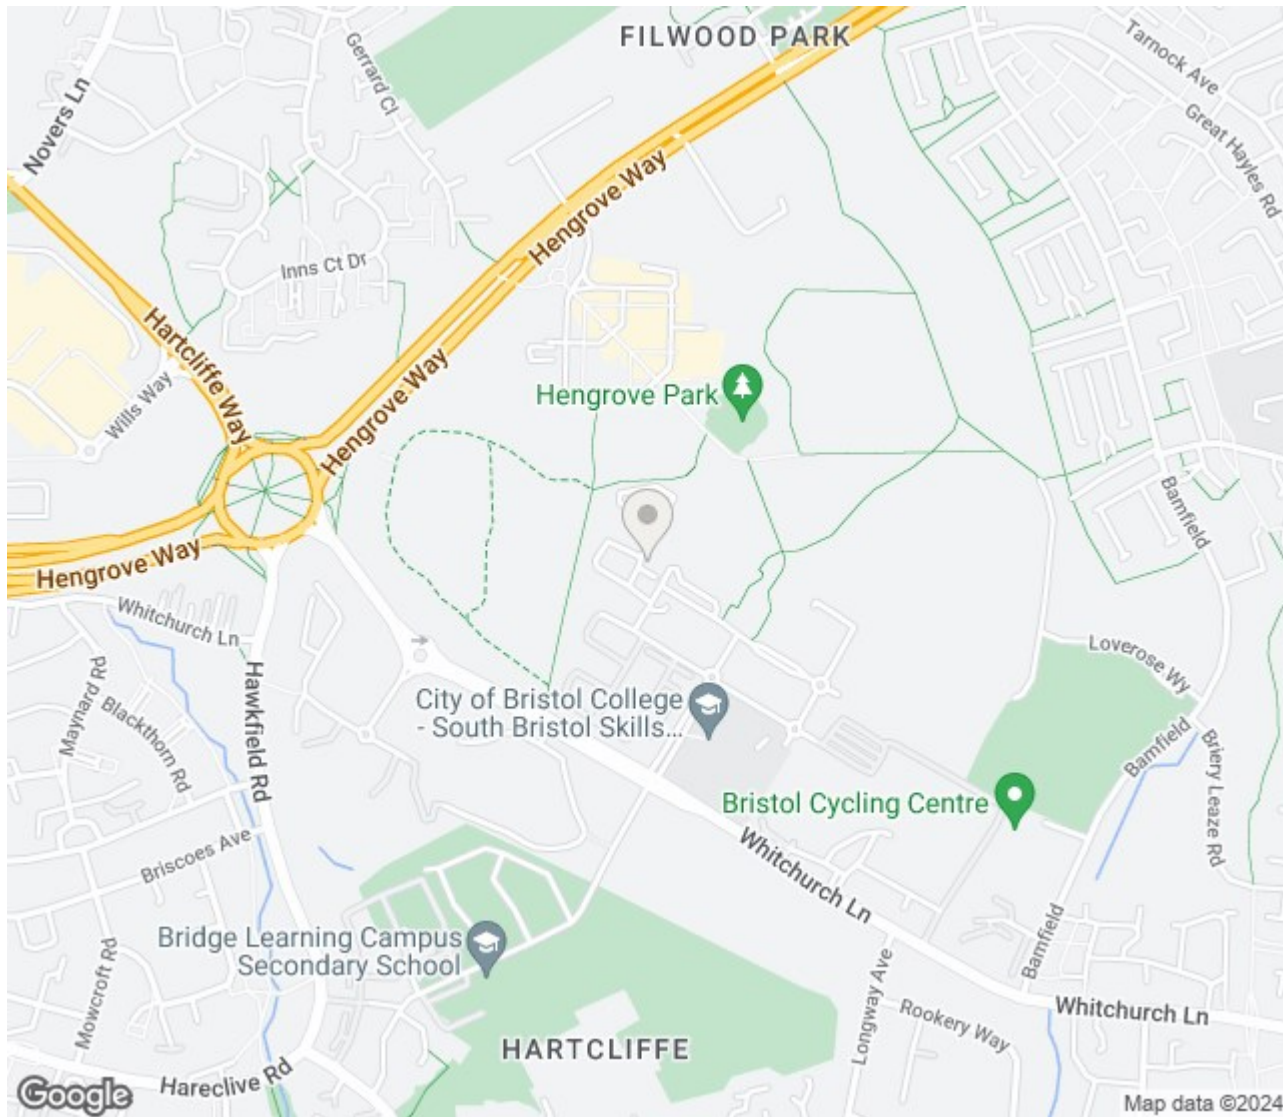 FILWOOD PARK
Tarnock Ave
Gerrard Cl
Novers Ln
Great Hayles Rd
Hengrove Way
Inns Ct Dr
Hartcliffe Way
Hengrove Way
Wills Way
Hengrove Park
Bamfield
Hengrove Way
Whitchurch Ln
Loverose Wy
Maynard Rd
Blackthorn Rd
Hawkfield Rd
City of Bristol College
- South Bristol Skills...
Bamfield
Briery Leaze Rd
Bristol Cycling Centre
Briscoes Ave
Whitchurch Ln
Bridge Learning Campus
Secondary School
Mowcroft Rd
Bamfield
Longway Ave
Whitchurch Ln
Rookery Way
HARTCLIFFE
Hareclive Rd
Google
Map data ©2024